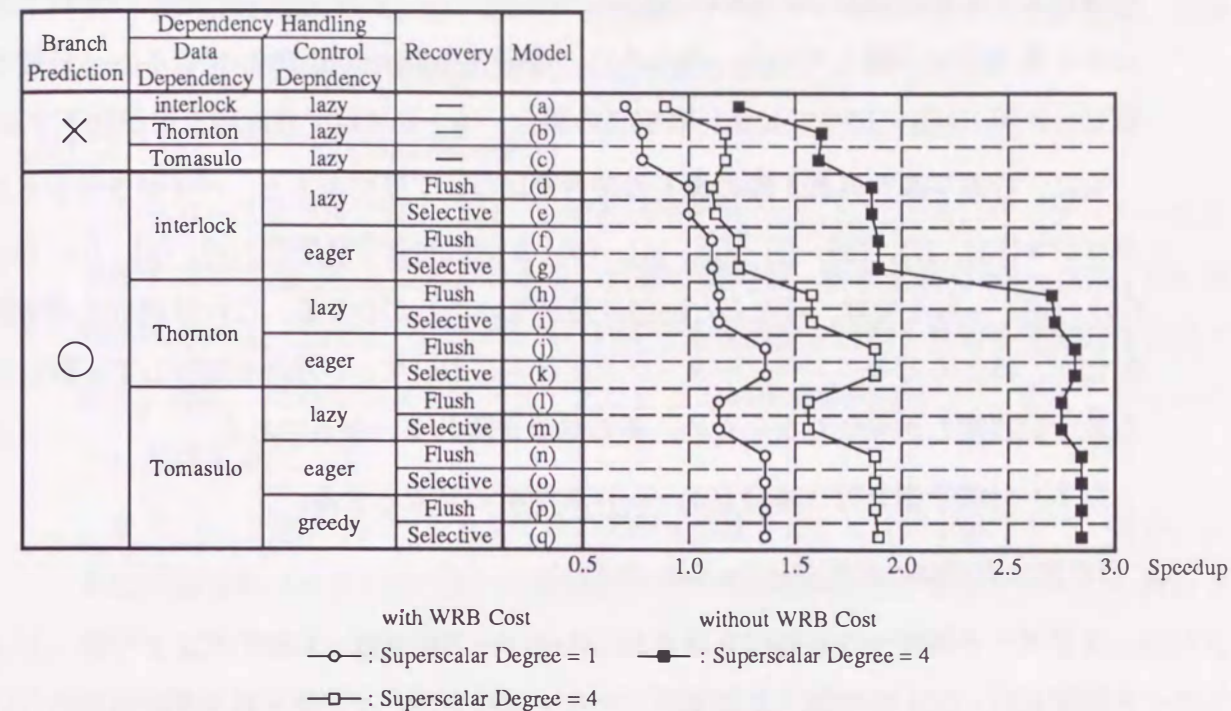 Branch Prediction
Dependency Handling
Data Dependency
Control Depndency
Recovery
Model
interlock lazy — (a)
× Thornton lazy — (b)
Tomasulo lazy — (c)
interlock lazy Flush (d)
Selective (e)
eager Flush (f)
Selective (g)
Thornton lazy Flush (h)
Selective (i)
○ eager Flush (j)
Selective (k)
Tomasulo lazy Flush (l)
Selective (m)
eager Flush (n)
Selective (o)
greedy Flush (p)
Selective (q)
0.5 1.0 1.5 2.0 2.5 3.0 Speedup
with WRB Cost without WRB Cost
: Superscalar Degree = 1 : Superscalar Degree = 4
: Superscalar Degree = 4